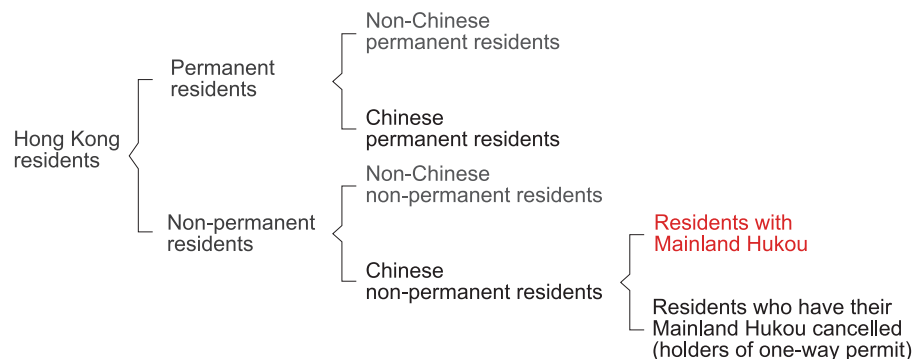 Non-Chinese
permanent residents
Permanent
residents
Chinese
permanent residents
Hong Kong
residents
Non-Chinese
non-permanent residents
Non-permanent
residents
Residents with
Mainland Hukou
Chinese
non-permanent residents
Residents who have their
Mainland Hukou cancelled
(holders of one-way permit)